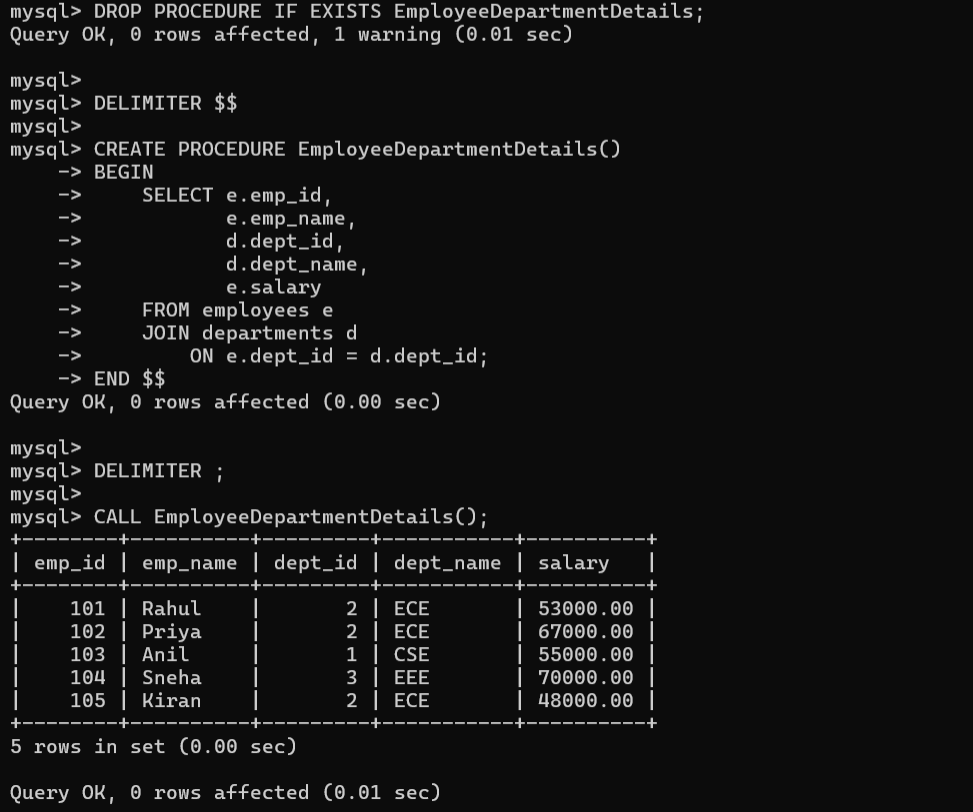 mysql> DROP PROCEDURE IF EXISTS EmployeeDepartmentDetails;
Query OK, 0 rows affected, 1 warning (0.01 sec)

mysql>
mysql> DELIMITER $$
mysql>
mysql> CREATE PROCEDURE EmployeeDepartmentDetails()
    -> BEGIN
    ->     SELECT e.emp_id,
    ->            e.emp_name,
    ->            d.dept_id,
    ->            d.dept_name,
    ->            e.salary
    ->     FROM employees e
    ->     JOIN departments d
    ->         ON e.dept_id = d.dept_id;
    -> END $$
Query OK, 0 rows affected (0.00 sec)

mysql>
mysql> DELIMITER ;
mysql>
mysql> CALL EmployeeDepartmentDetails();
+--------+----------+---------+-----------+----------+
| emp_id | emp_name | dept_id | dept_name | salary   |
+--------+----------+---------+-----------+----------+
|    101 | Rahul    |       2 | ECE       | 53000.00 |
|    102 | Priya    |       2 | ECE       | 67000.00 |
|    103 | Anil     |       1 | CSE       | 55000.00 |
|    104 | Sneha    |       3 | EEE       | 70000.00 |
|    105 | Kiran    |       2 | ECE       | 48000.00 |
+--------+----------+---------+-----------+----------+
5 rows in set (0.00 sec)

Query OK, 0 rows affected (0.01 sec)